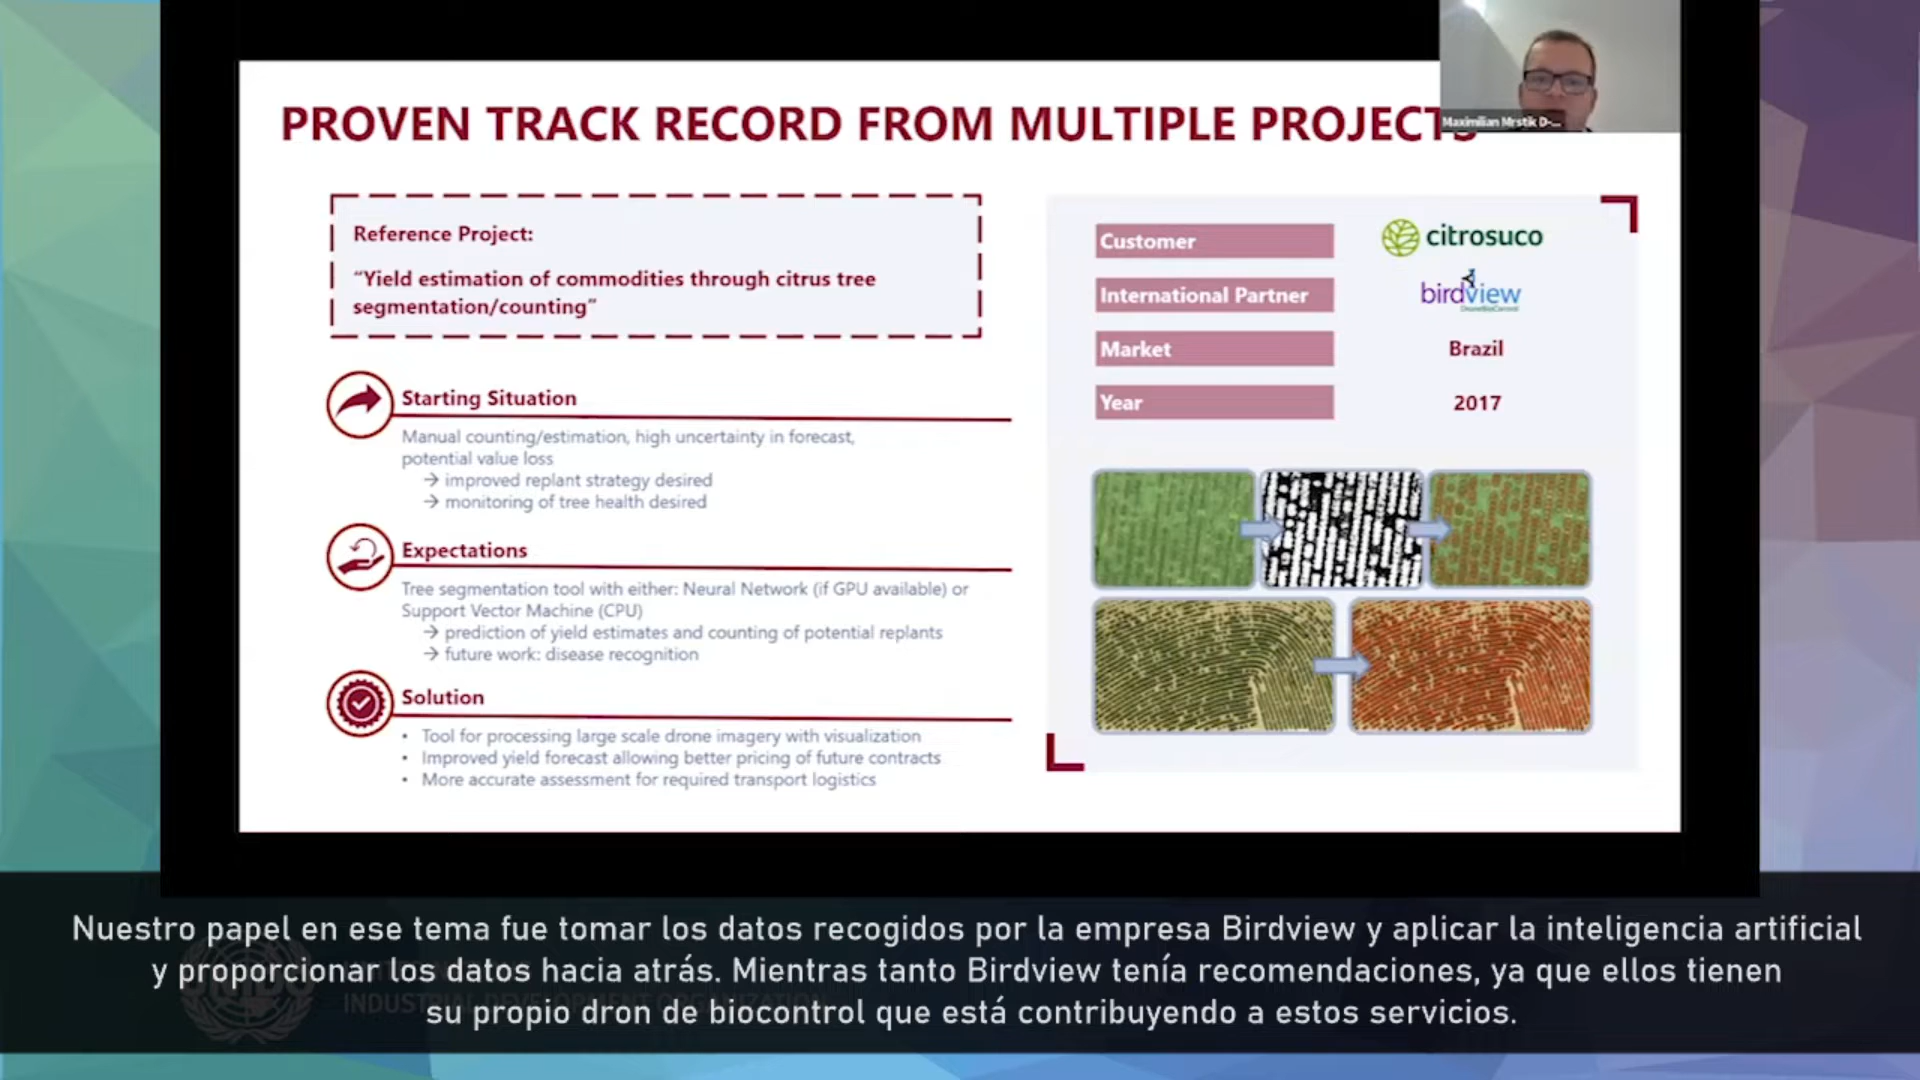 PROVEN TRACK RECORD FROM MULTIPLE PROJECTS
Maximilian Mrstik D-...
Reference Project:
“Yield estimation of commodities through citrus tree
segmentation/counting”
Starting Situation
Manual counting/estimation, high uncertainty in forecast,
potential value loss
→ improved replant strategy desired
→ monitoring of tree health desired
Expectations
Tree segmentation tool with either: Neural Network (if GPU available) or
Support Vector Machine (CPU)
→ prediction of yield estimates and counting of potential replants
→ future work: disease recognition
Solution
• Tool for processing large scale drone imagery with visualization
• Improved yield forecast allowing better pricing of future contracts
• More accurate assessment for required transport logistics
Customer
citrosuco
International Partner
birdview
Market
Brazil
Year
2017
Nuestro papel en ese tema fue tomar los datos recogidos por la empresa Birdview y aplicar la inteligencia artificial
y proporcionar los datos hacia atrás. Mientras tanto Birdview tenía recomendaciones, ya que ellos tienen
su propio dron de biocontrol que está contribuyendo a estos servicios.
INDUSTRIAL DEVELOPMENT ORGANIZATION